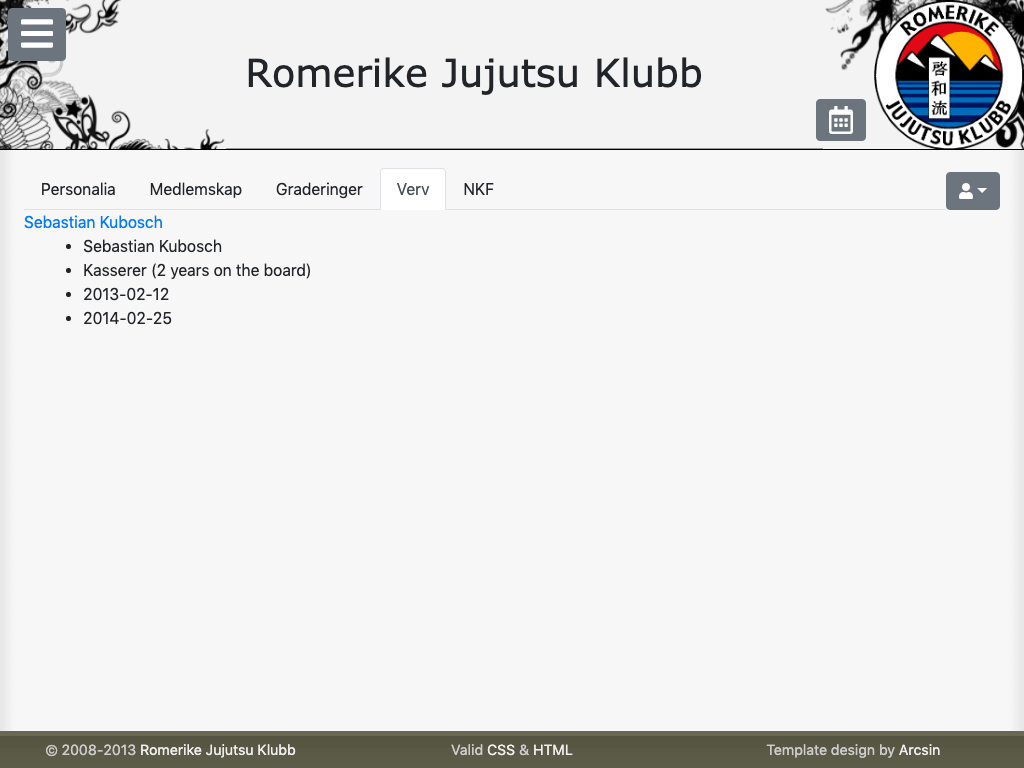 Romerike Jujutsu Klubb
ROMERIKE
啓和流
JUJUTSU KLUBB
Personalia
Medlemskap
Graderinger
Verv
NKF
Sebastian Kubosch
Sebastian Kubosch
Kasserer (2 years on the board)
2013-02-12
2014-02-25
© 2008-2013 Romerike Jujutsu Klubb
Valid CSS & HTML
Template design by Arcsin